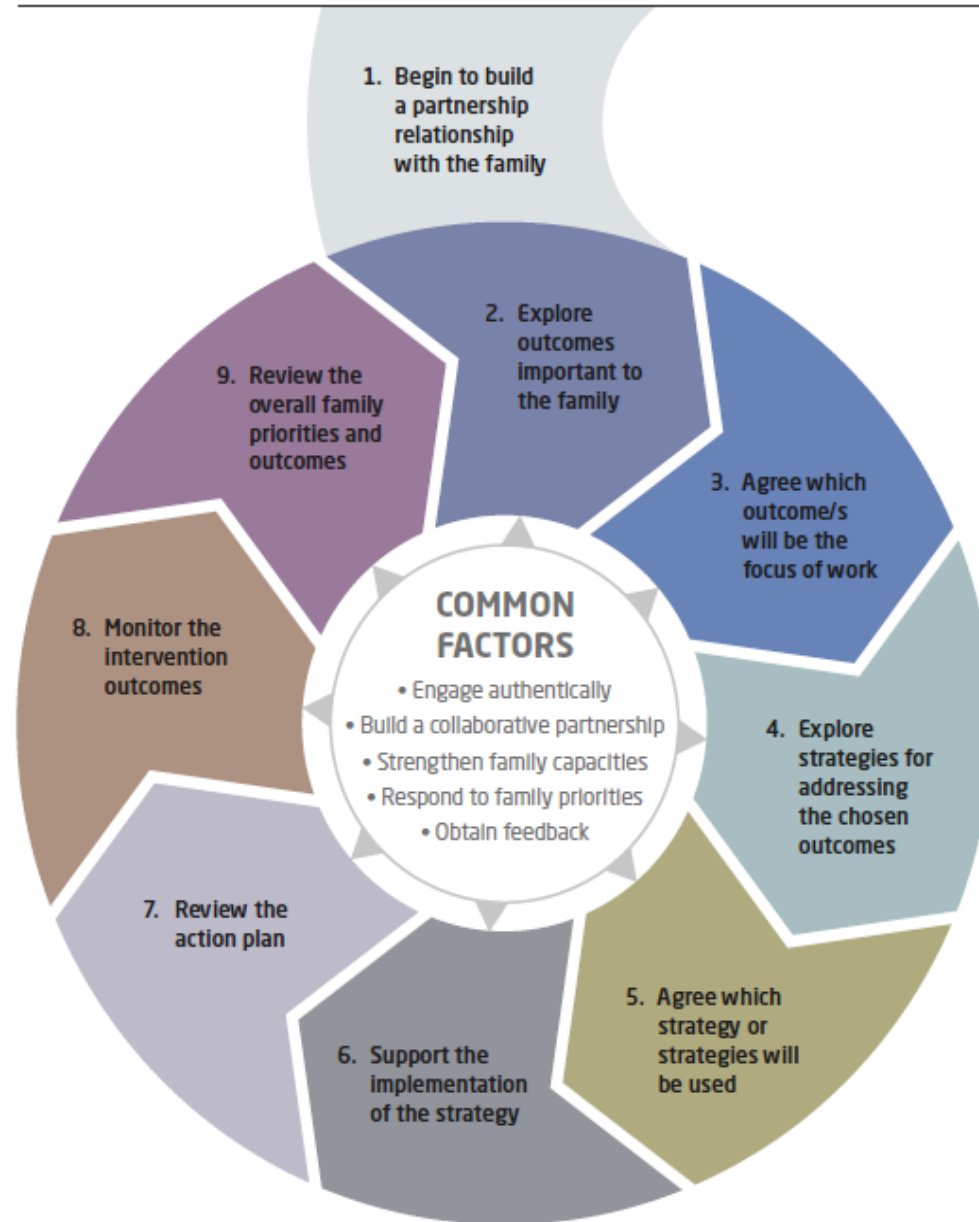 1. Begin to build
a partnership
relationship
with the family
2. Explore
outcomes
important to
the family
3. Agree which
outcome/s
will be the
focus of work
4. Explore
strategies for
addressing
the chosen
outcomes
5. Agree which
strategy or
strategies will
be used
6. Support the
implementation
of the strategy
7. Review the
action plan
8. Monitor the
intervention
outcomes
9. Review the
overall family
priorities and
outcomes
COMMON
FACTORS
• Engage authentically
• Build a collaborative partnership
• Strengthen family capacities
• Respond to family priorities
• Obtain feedback